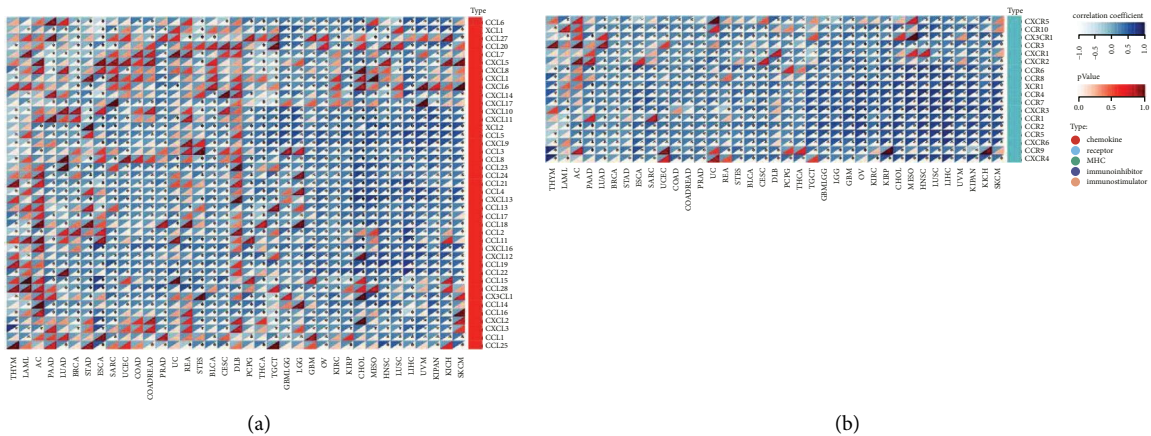 Type
CCL6
XCL1
CCL27
CCL20
CCL7
CXCL5
CXCL8
CXCL1
CXCL6
CXCL14
CXCL17
CXCL10
CXCL11
XCL2
CCL5
CXCL9
CCL3
CCL8
CCL23
CCL24
CCL21
CCL4
CXCL13
CCL13
CCL17
CCL18
CCL2
CCL11
CXCL16
CXCL12
CCL19
CCL22
CCL15
CCL28
CX3CL1
CCL14
CCL16
CXCL2
CXCL3
CCL1
CCL25
THYM
LAML
AC
PAAD
LUAD
BRCA
STAD
ESCA
SARC
UCEC
COAD
COADREAD
PRAD
UC
REA
STES
BLCA
CESC
DLB
PCPG
THCA
TGCT
GBMLGG
LGG
GBM
OV
KIRC
KIRP
CHOL
MESO
HNSC
LUSC
LIHC
UVM
KIPAN
KICH
SKCM
(a)
Type
CXCR5
CCR10
CX3CR1
CCR3
CXCR1
CXCR2
CCR6
CCR8
XCR1
CCR4
CCR7
CXCR3
CCR1
CCR2
CCR5
CXCR6
CCR9
CXCR4
THYM
LAML
AC
PAAD
LUAD
BRCA
STAD
ESCA
SARC
UCEC
COAD
COADREAD
PRAD
UC
REA
STES
BLCA
CESC
DLB
PCPG
THCA
TGCT
GBMLGG
LGG
GBM
OV
KIRC
KIRP
CHOL
MESO
HNSC
LUSC
LIHC
UVM
KIPAN
KICH
SKCM
(b)
correlation coefficient
-1.0
-0.5
0.0
0.5
1.0
pValue
0.0
0.5
1.0
Type:
chemokine
receptor
MHC
immunoinhibitor
immunostimulator